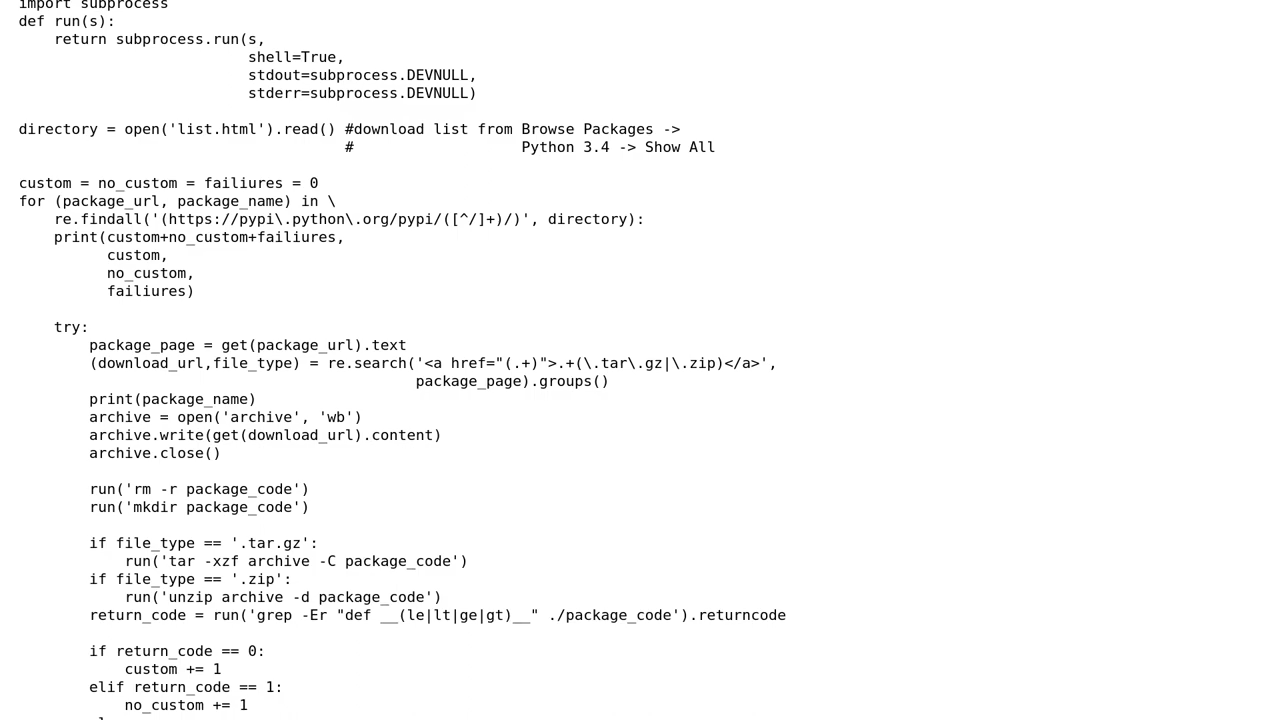 import subprocess
def run(s):
    return subprocess.run(s,
                          shell=True,
                          stdout=subprocess.DEVNULL,
                          stderr=subprocess.DEVNULL)

directory = open('list.html').read() #download list from Browse Packages ->
                                     #                   Python 3.4 -> Show All

custom = no_custom = failiures = 0
for (package_url, package_name) in \
    re.findall('(https://pypi\.python\.org/pypi/([^/]+)/)', directory):
    print(custom+no_custom+failiures,
          custom,
          no_custom,
          failiures)

    try:
        package_page = get(package_url).text
        (download_url,file_type) = re.search('<a href="(.+)">.+(\.tar\.gz|\.zip)</a>',
                                             package_page).groups()
        print(package_name)
        archive = open('archive', 'wb')
        archive.write(get(download_url).content)
        archive.close()

        run('rm -r package_code')
        run('mkdir package_code')

        if file_type == '.tar.gz':
            run('tar -xzf archive -C package_code')
        if file_type == '.zip':
            run('unzip archive -d package_code')
        return_code = run('grep -Er "def __(le|lt|ge|gt)__" ./package_code').returncode

        if return_code == 0:
            custom += 1
        elif return_code == 1:
            no_custom += 1